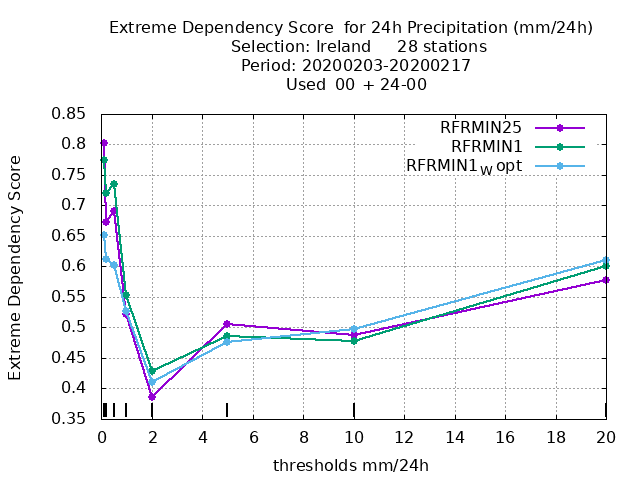 Extreme Dependency Score  for 24h Precipitation (mm/24h)
Selection: Ireland     28 stations
Period: 20200203-20200217
Used  00 + 24-00
RFRMIN25
RFRMIN1
RFRMIN1W opt
Extreme Dependency Score
0.85
0.8
0.75
0.7
0.65
0.6
0.55
0.5
0.45
0.4
0.35
0 2 4 6 8 10 12 14 16 18 20
thresholds mm/24h